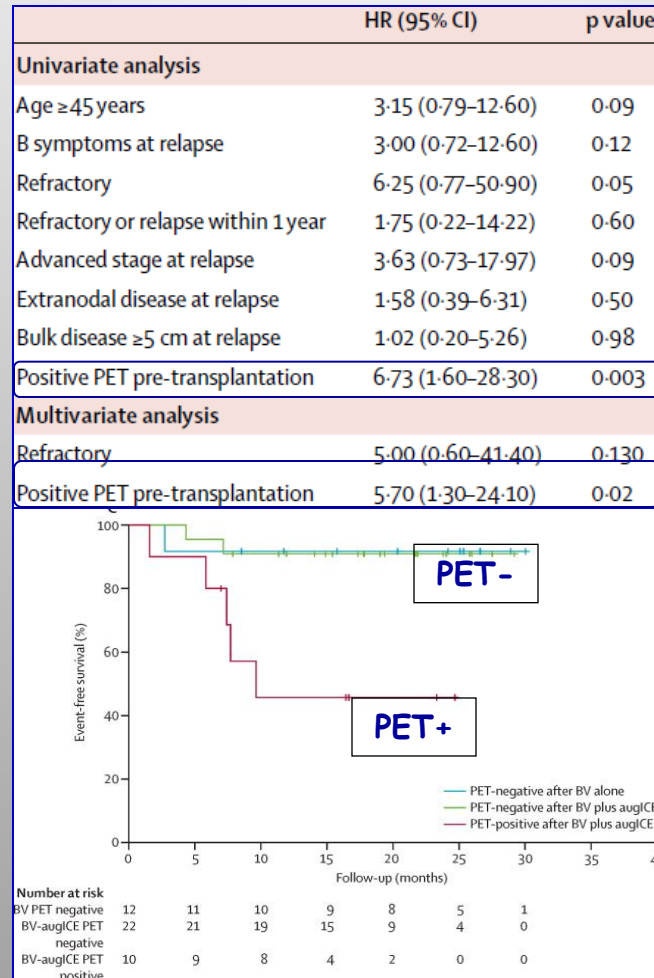 HR (95% CI) p value
Univariate analysis
Age ≥45 years 3·15 (0·79–12·60) 0·09
B symptoms at relapse 3·00 (0·72–12·60) 0·12
Refractory 6·25 (0·77–50·90) 0·05
Refractory or relapse within 1 year 1·75 (0·22–14·22) 0·60
Advanced stage at relapse 3·63 (0·73–17·97) 0·09
Extranodal disease at relapse 1·58 (0·39–6·31) 0·50
Bulk disease ≥5 cm at relapse 1·02 (0·20–5·26) 0·98
Positive PET pre-transplantation 6·73 (1·60–28·30) 0·003
Multivariate analysis
Refractory 5·00 (0·60–41·40) 0·130
Positive PET pre-transplantation 5·70 (1·30–24·10) 0·02
100
80
60
40
20
0
Event-free survival (%)
PET-
PET+
PET-negative after BV alone
PET-negative after BV plus augICE
PET-positive after BV plus augICE
0 5 10 15 20 25 30 35 4
Follow-up (months)
Number at risk
BV PET negative 12 11 10 9 8 5 1
BV-augICE PET 22 21 19 15 9 4 0
negative
BV-augICE PET 10 9 8 4 2 0 0
positive